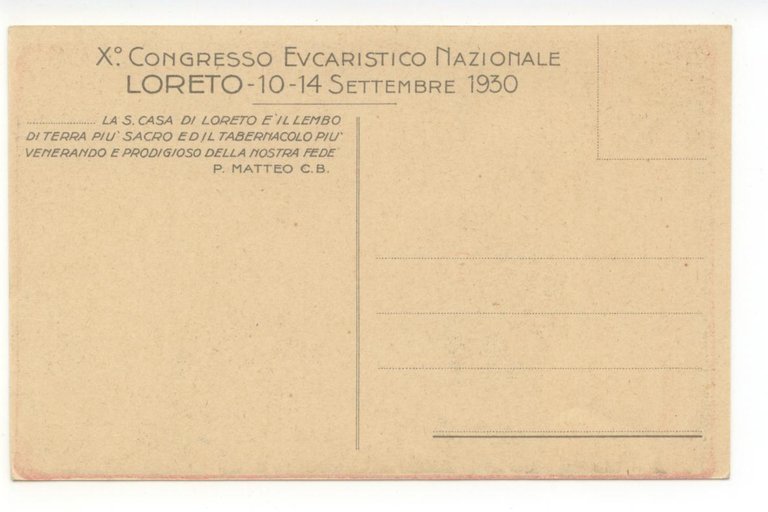 X.° CONGRESSO EVCARISTICO NAZIONALE
LORETO - 10 - 14 SETTEMBRE 1930
.................... LA S. CASA DI LORETO E' IL LEMBO
DI TERRA PIU' SACRO ED IL TABERNACOLO PIU'
VENERANDO E PRODIGIOSO DELLA NOSTRA FEDE
P. MATTEO C.B.